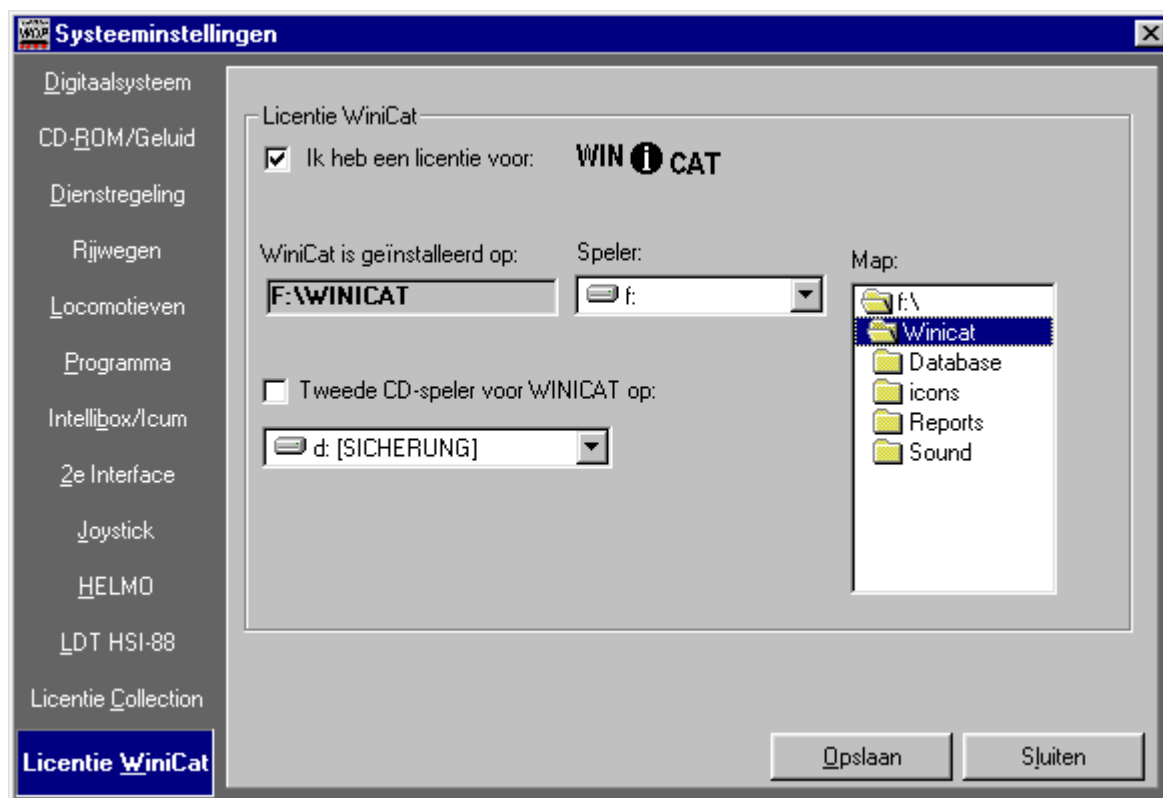 Systeeminstellingen
Digitaalsysteem
CD-ROM/Geluid
Dienstregeling
Rijwegen
Locomotieven
Programma
Intellibox/Icum
2e Interface
Joystick
HELMO
LDT HSI-88
Licentie Collection
Licentie WiniCat
Licentie WiniCat
Ik heb een licentie voor:
WIN i CAT
WiniCat is geïnstalleerd op:
F:\WINICAT
Speler:
f:
Map:
f:\
Winicat
Database
icons
Reports
Sound
Tweede CD-speler voor WINICAT op:
d: [SICHERUNG]
Opslaan
Sluiten